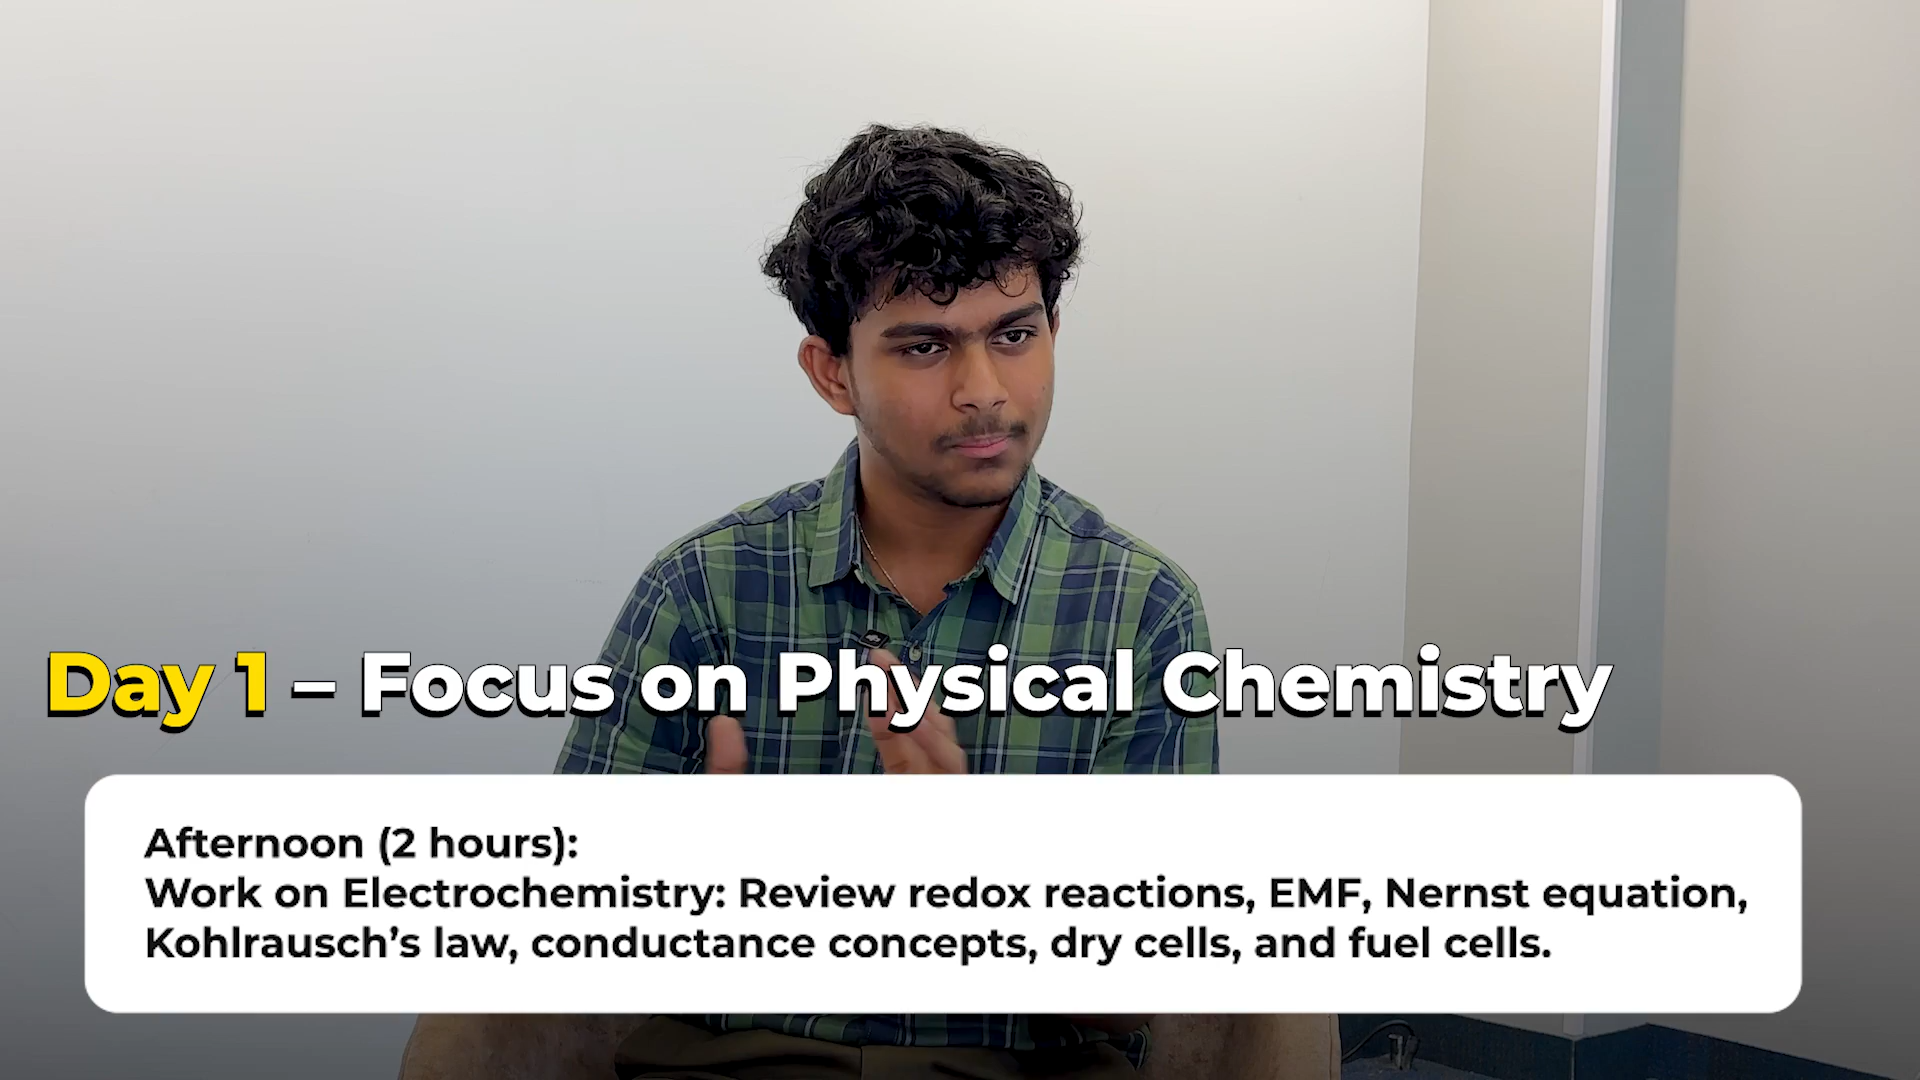 Day 1 – Focus on Physical Chemistry
Afternoon (2 hours):
Work on Electrochemistry: Review redox reactions, EMF, Nernst equation,
Kohlrausch’s law, conductance concepts, dry cells, and fuel cells.